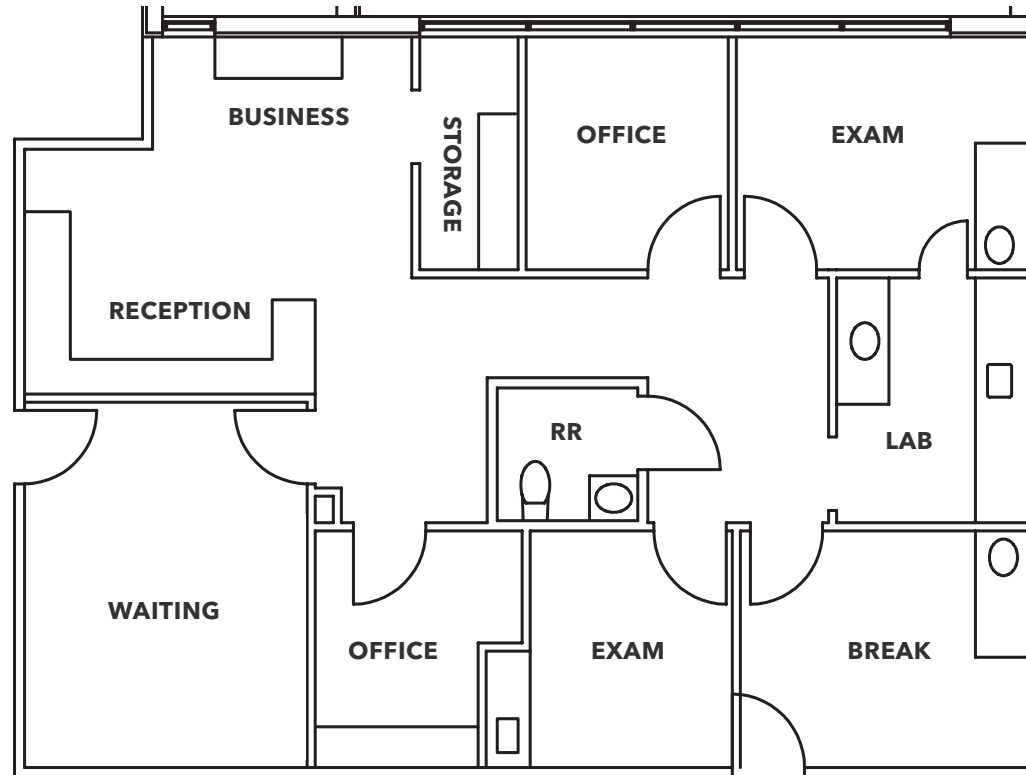 BUSINESS
STORAGE
OFFICE
EXAM
RECEPTION
RR
LAB
WAITING
OFFICE
EXAM
BREAK